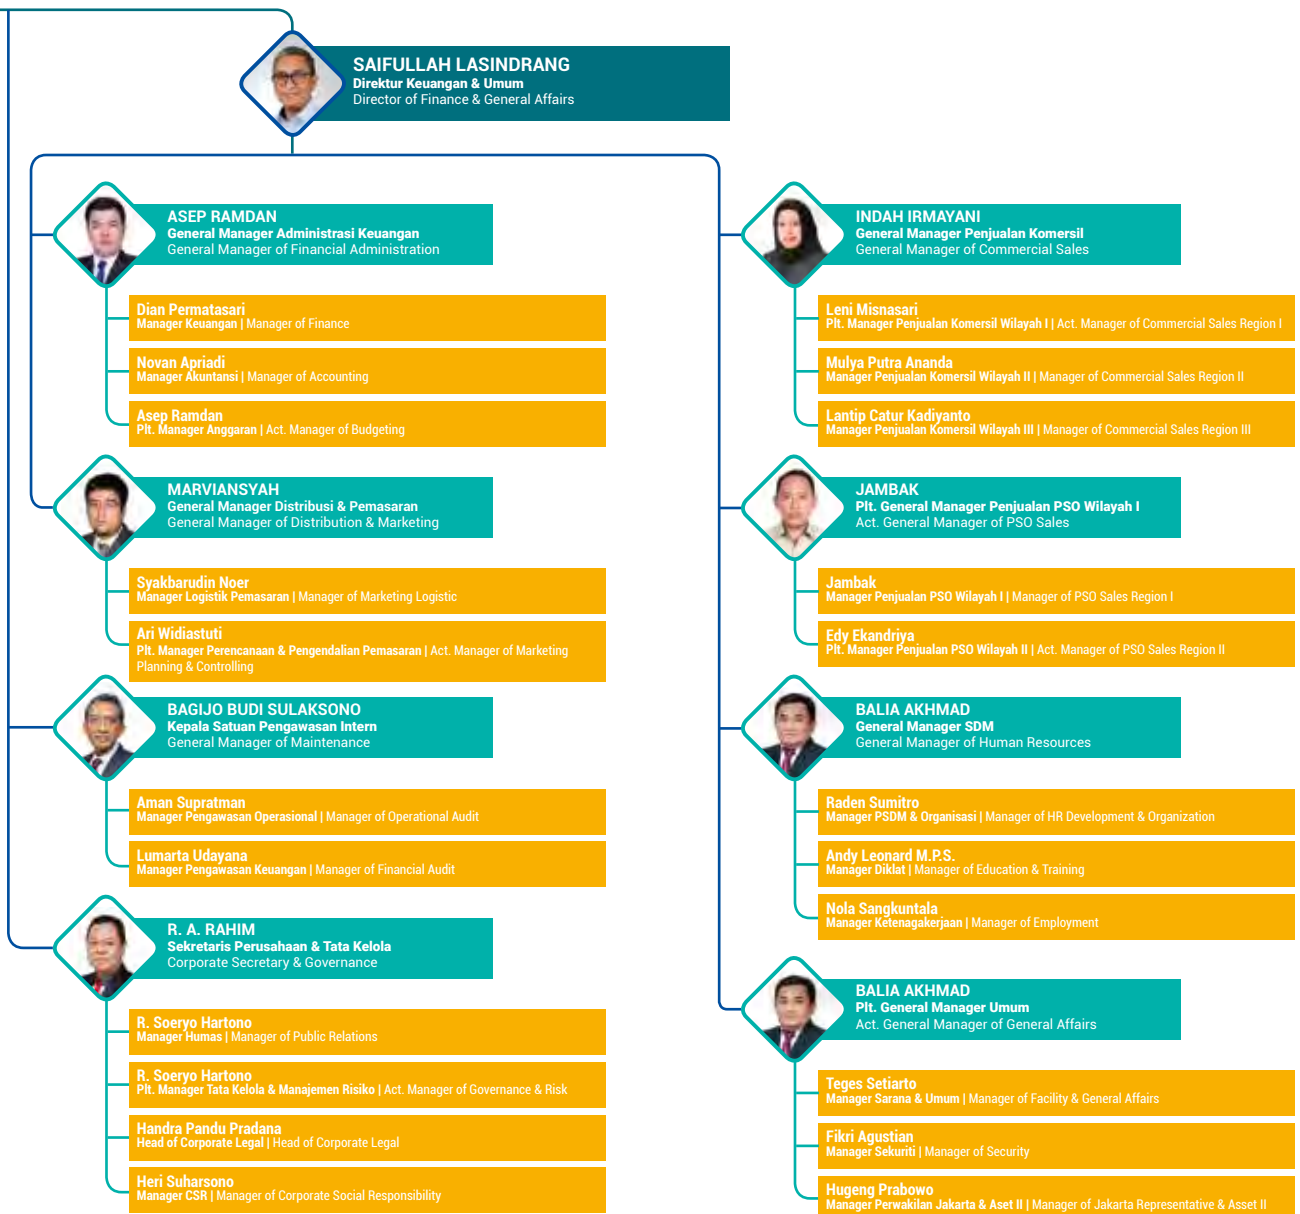 SAIFULLAH LASINDRANG
Direktur Keuangan & Umum
Director of Finance & General Affairs
ASEP RAMDAN
General Manager Administrasi Keuangan
General Manager of Financial Administration
Dian Permatasari
Manager Keuangan | Manager of Finance
Novan Apriadi
Manager Akuntansi | Manager of Accounting
Asep Ramdan
Plt. Manager Anggaran | Act. Manager of Budgeting
MARVIANSYAH
General Manager Distribusi & Pemasaran
General Manager of Distribution & Marketing
Syakbarudin Noer
Manager Logistik Pemasaran | Manager of Marketing Logistic
Ari Widiastuti
Plt. Manager Perencanaan & Pengendalian Pemasaran | Act. Manager of Marketing
Planning & Controlling
BAGIJO BUDI SULAKSONO
Kepala Satuan Pengawasan Intern
General Manager of Maintenance
Aman Supratman
Manager Pengawasan Operasional | Manager of Operational Audit
Lumarta Udayana
Manager Pengawasan Keuangan | Manager of Financial Audit
R. A. RAHIM
Sekretaris Perusahaan & Tata Kelola
Corporate Secretary & Governance
R. Soeryo Hartono
Manager Humas | Manager of Public Relations
R. Soeryo Hartono
Plt. Manager Tata Kelola & Manajemen Risiko | Act. Manager of Governance & Risk
Handra Pandu Pradana
Head of Corporate Legal | Head of Corporate Legal
Heri Suharsono
Manager CSR | Manager of Corporate Social Responsibility
INDAH IRMAYANI
General Manager Penjualan Komersil
General Manager of Commercial Sales
Leni Misnasari
Plt. Manager Penjualan Komersil Wilayah I | Act. Manager of Commercial Sales Region I
Mulya Putra Ananda
Manager Penjualan Komersil Wilayah II | Manager of Commercial Sales Region II
Lantip Catur Kadiyanto
Manager Penjualan Komersil Wilayah III | Manager of Commercial Sales Region III
JAMBAK
Plt. General Manager Penjualan PSO Wilayah I
Act. General Manager of PSO Sales
Jambak
Manager Penjualan PSO Wilayah I | Manager of PSO Sales Region I
Edy Ekandriya
Plt. Manager Penjualan PSO Wilayah II | Act. Manager of PSO Sales Region II
BALIA AKHMAD
General Manager SDM
General Manager of Human Resources
Raden Sumitro
Manager PSDM & Organisasi | Manager of HR Development & Organization
Andy Leonard M.P.S.
Manager Diklat | Manager of Education & Training
Nola Sangkuntala
Manager Ketenagakerjaan | Manager of Employment
BALIA AKHMAD
Plt. General Manager Umum
Act. General Manager of General Affairs
Teges Setiarto
Manager Sarana & Umum | Manager of Facility & General Affairs
Fikri Agustian
Manager Sekuriti | Manager of Security
Hugeng Prabowo
Manager Perwakilan Jakarta & Aset II | Manager of Jakarta Representative & Asset II